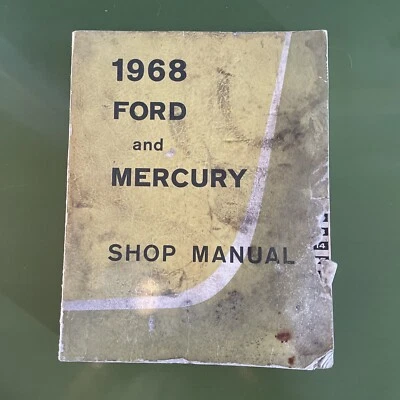 1968
FORD
and
MERCURY
SHOP MANUAL